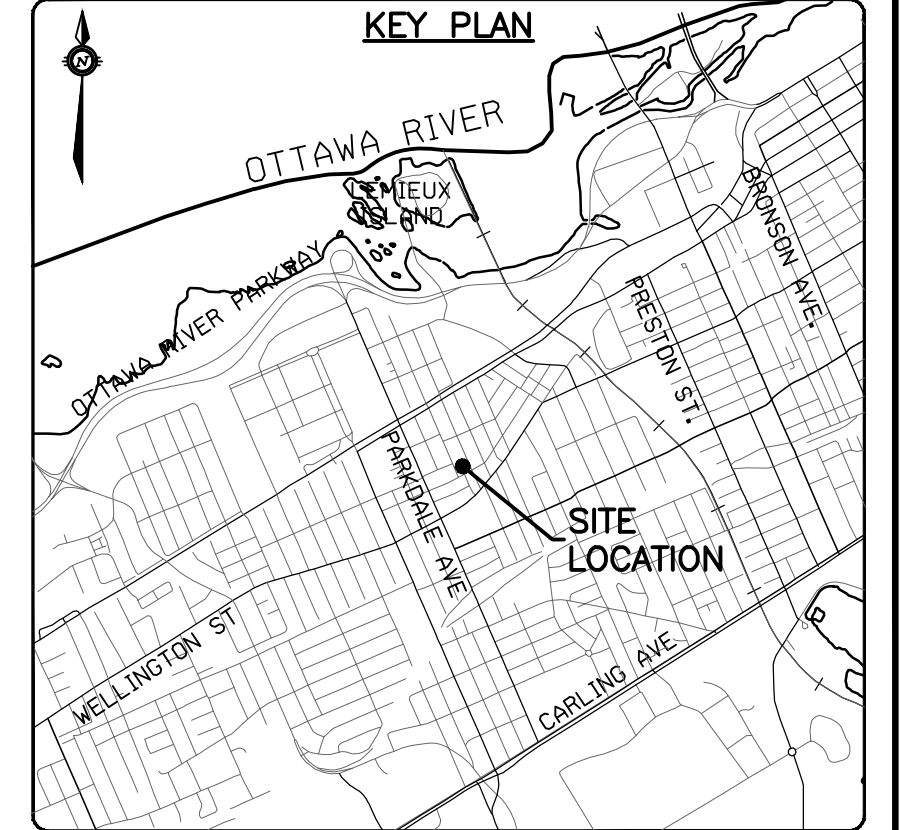 KEY PLAN
N
OTTAWA RIVER
LEMIEUX
ISLAND
BRONSON AVE.
OTTAWA RIVER PARKWAY
PRESTON ST.
PARKDALE AVE
SITE
LOCATION
WELLINGTON ST
CARLING AVE